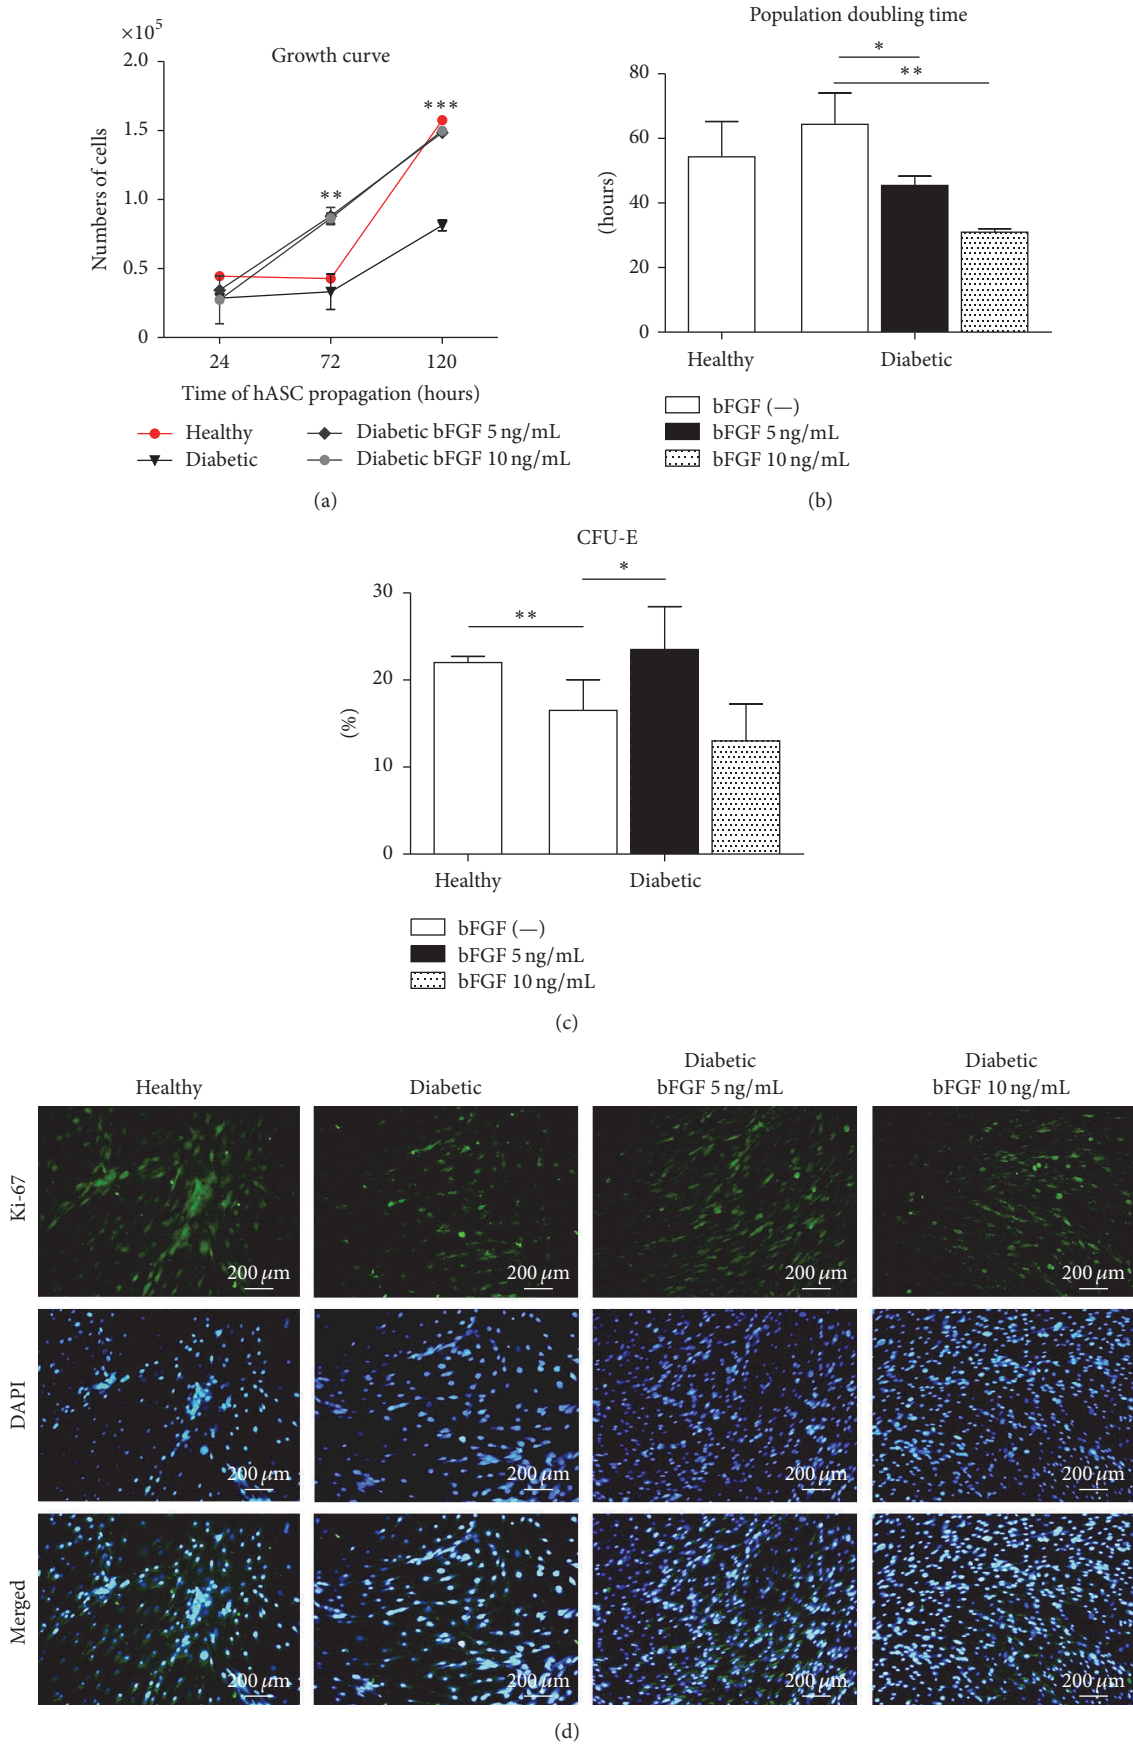 ×10⁵
Growth curve
2.0
1.5
1.0
0.5
0
Numbers of cells
**
***
24 72 120
Time of hASC propagation (hours)
Healthy
Diabetic
Diabetic bFGF 5 ng/mL
Diabetic bFGF 10 ng/mL
(a)
Population doubling time
*
**
80
60
40
20
0
(hours)
Healthy Diabetic
bFGF (—)
bFGF 5 ng/mL
bFGF 10 ng/mL
(b)
CFU-E
*
**
30
20
10
0
(%)
Healthy Diabetic
bFGF (—)
bFGF 5 ng/mL
bFGF 10 ng/mL
(c)
Healthy
Diabetic
Diabetic
bFGF 5 ng/mL
Diabetic
bFGF 10 ng/mL
Ki-67
200 μm
200 μm
200 μm
200 μm
DAPI
200 μm
200 μm
200 μm
200 μm
Merged
200 μm
200 μm
200 μm
200 μm
(d)